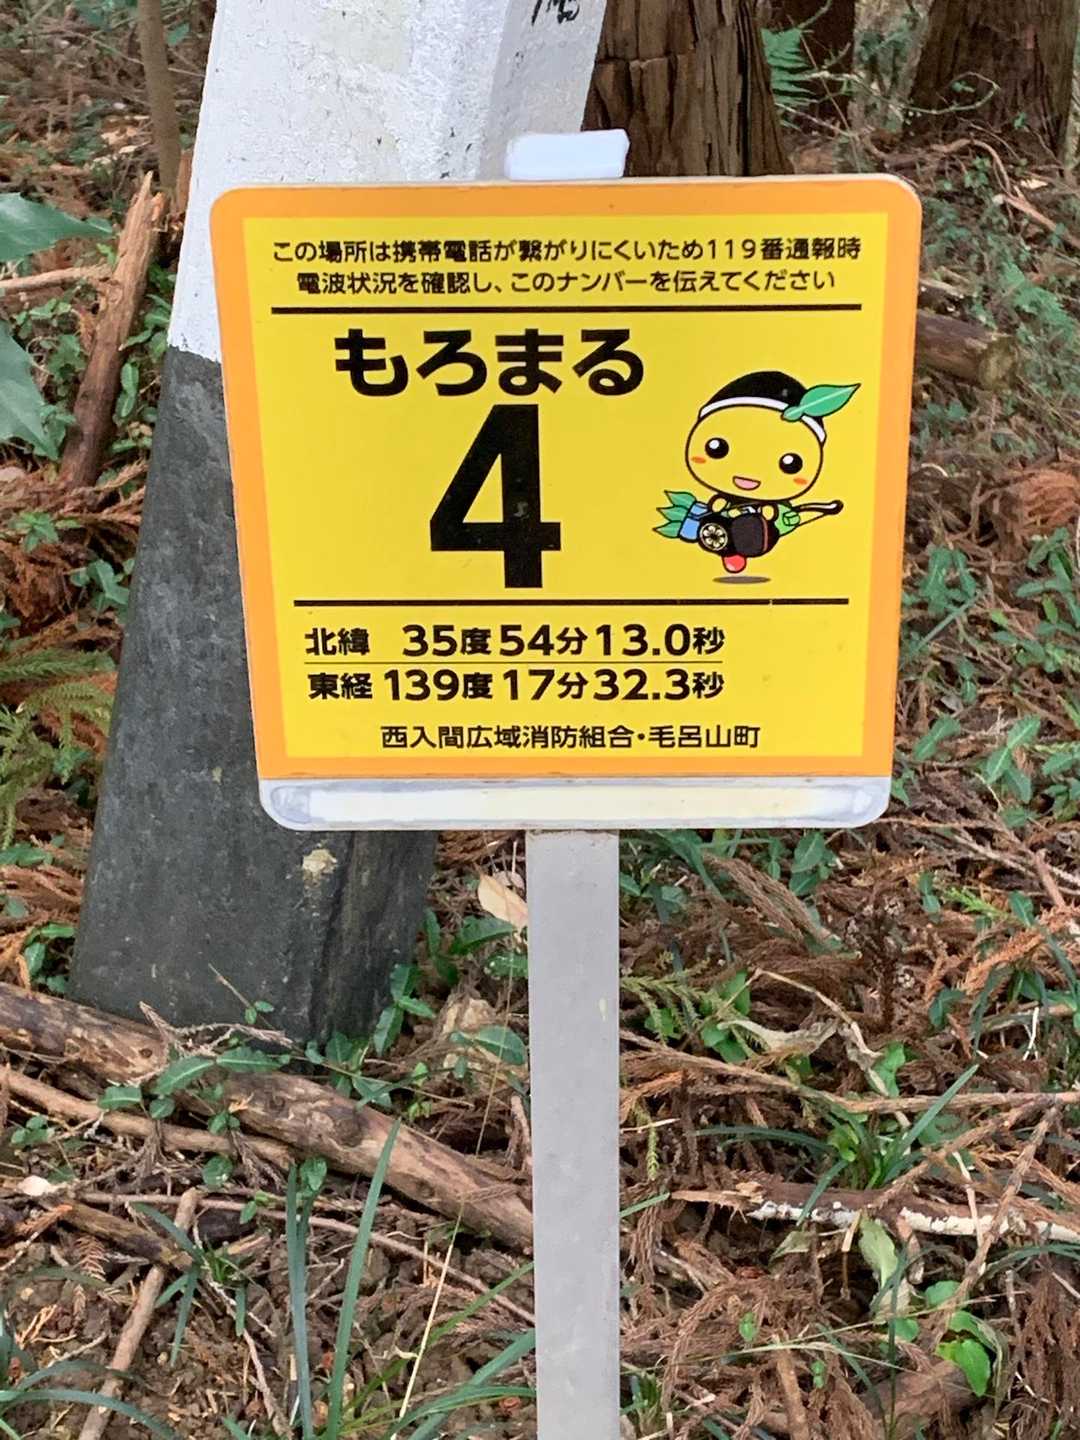 この場所は携帯電話が繋がりにくいため119番通報時
電波状況を確認し、このナンバーを伝えてください
もろまる
4
北緯 35度54分13.0秒
東経 139度17分32.3秒
西入間広域消防組合・毛呂山町